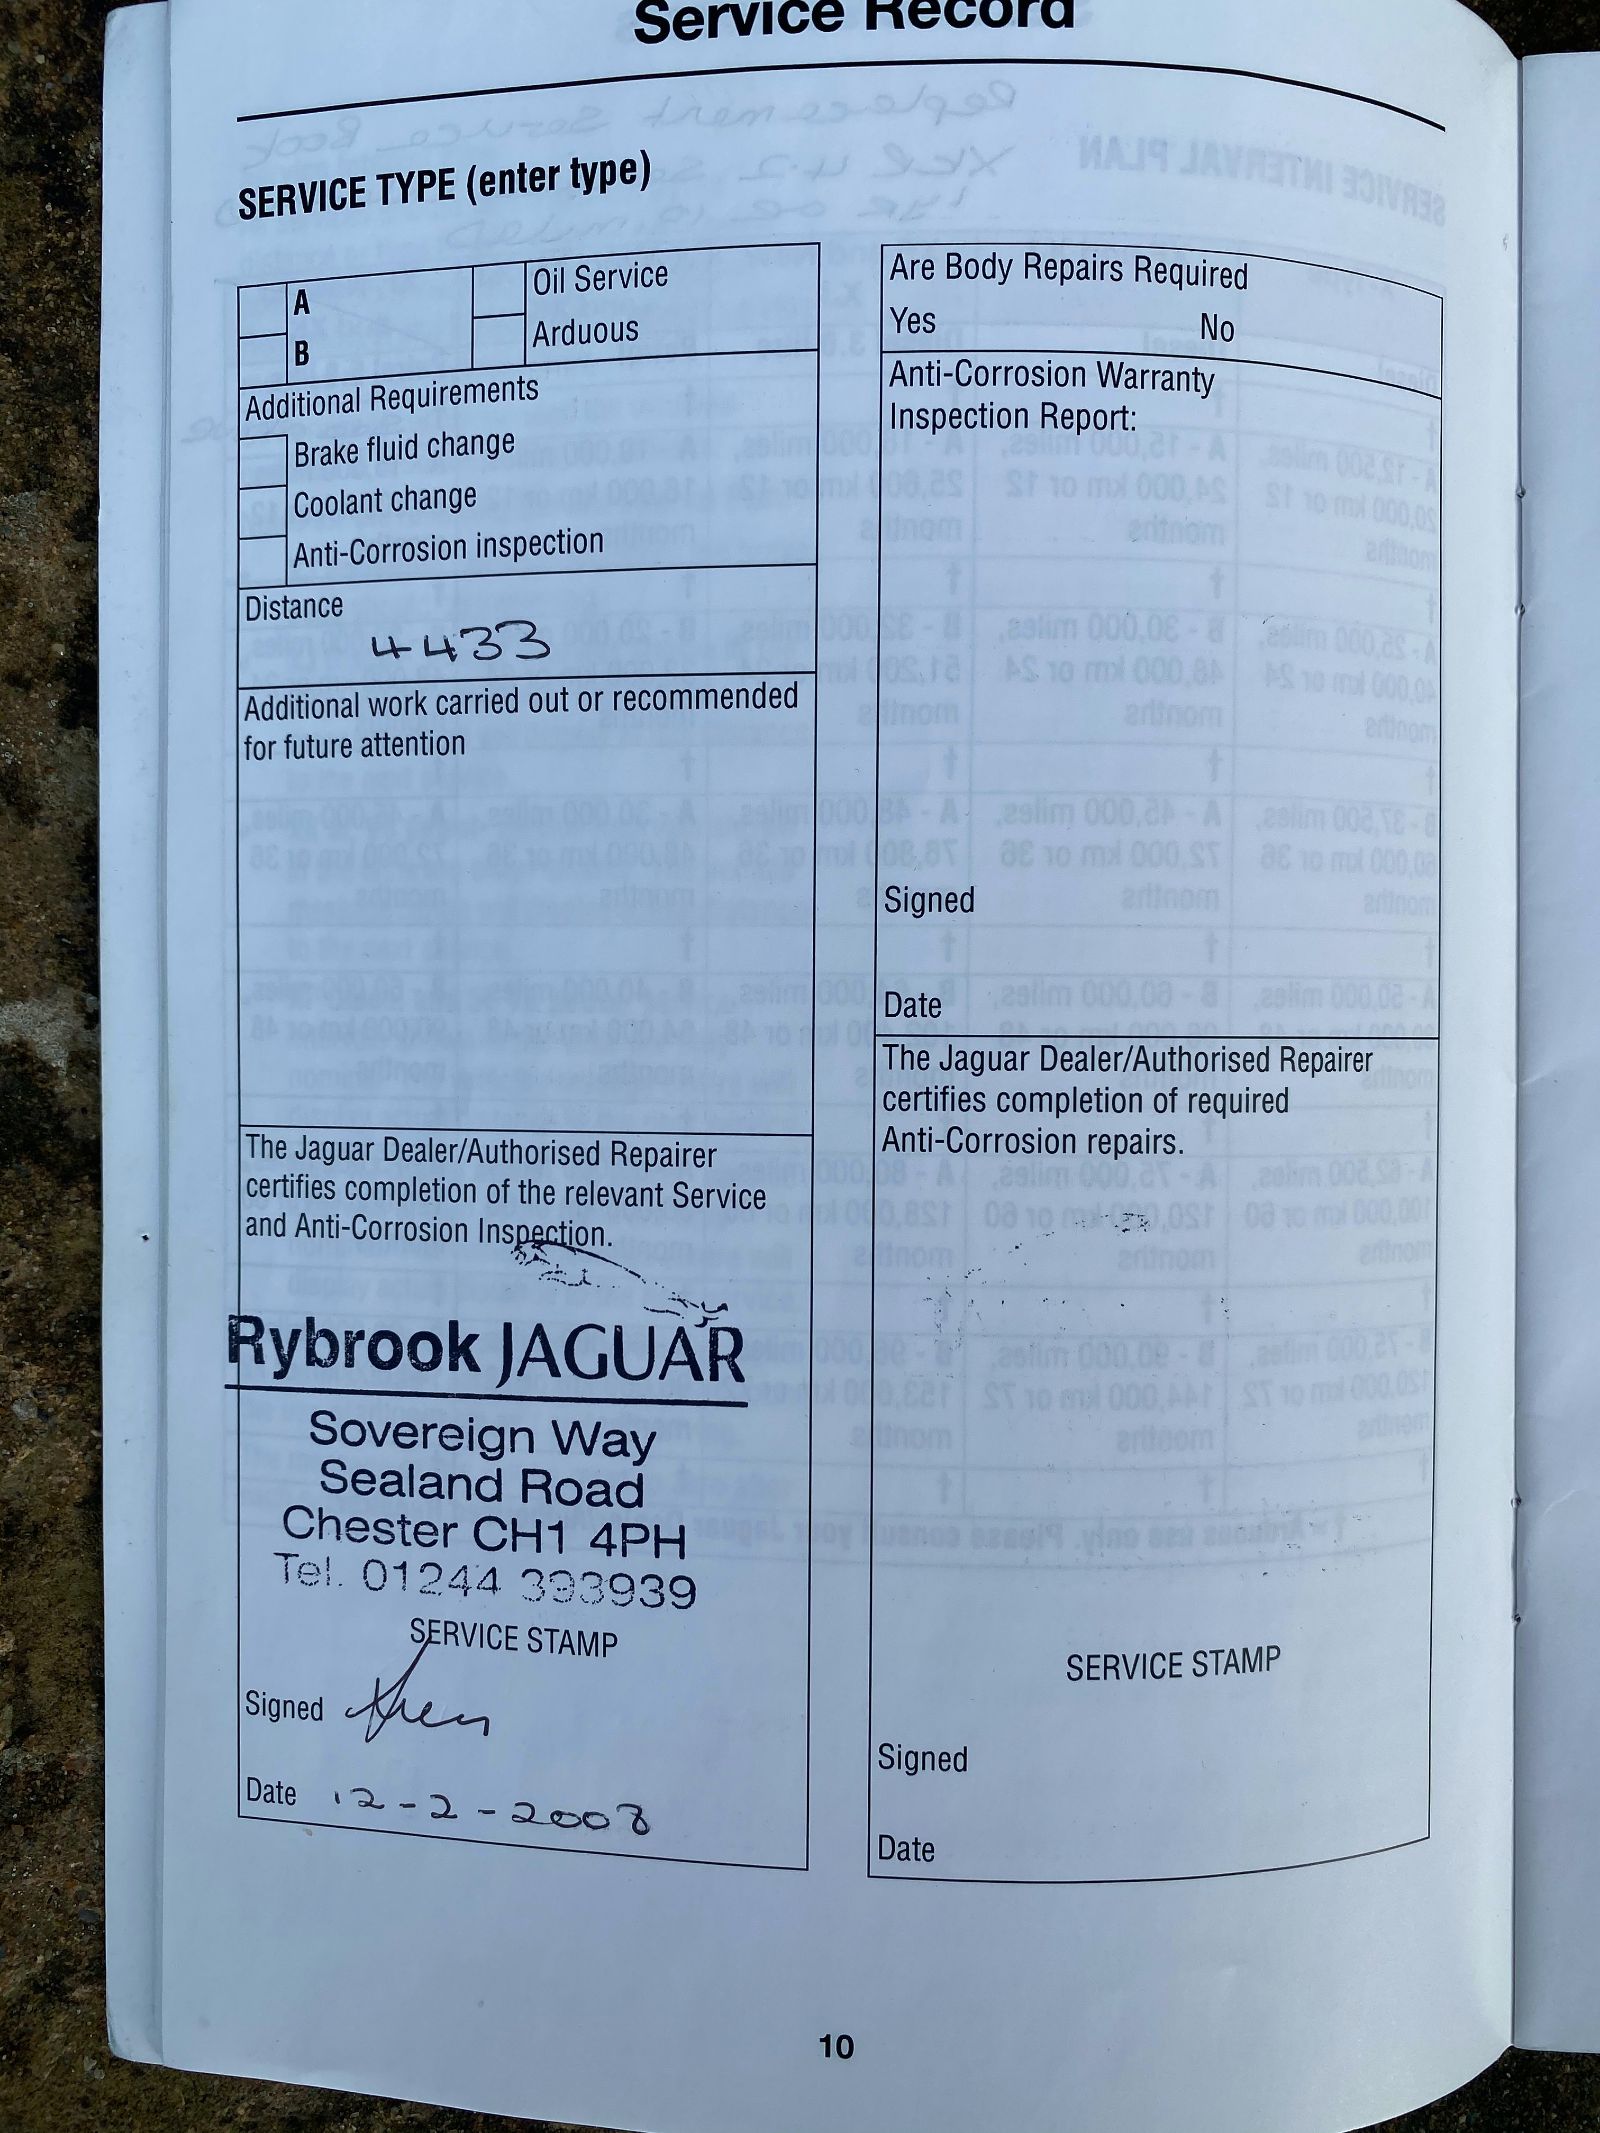 Service Record
SERVICE TYPE (enter type)
A
B
Oil Service
Arduous
Additional Requirements
Brake fluid change
Coolant change
Anti-Corrosion inspection
Distance
4433
Additional work carried out or recommended
for future attention
The Jaguar Dealer/Authorised Repairer
certifies completion of the relevant Service
and Anti-Corrosion Inspection.
Rybrook JAGUAR
Sovereign Way
Sealand Road
Chester CH1 4PH
Tel. 01244 393939
SERVICE STAMP
Signed
Date 12-2-2008
Are Body Repairs Required
Yes No
Anti-Corrosion Warranty
Inspection Report:
Signed
Date
The Jaguar Dealer/Authorised Repairer
certifies completion of required
Anti-Corrosion repairs.
SERVICE STAMP
Signed
Date
10